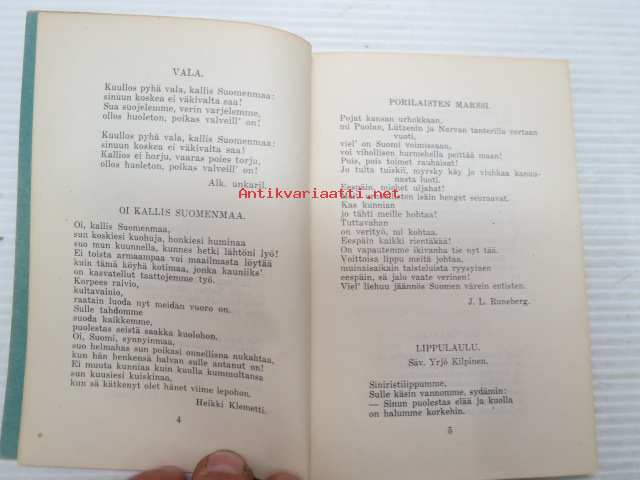 VALA.
Kuullos pyhä vala, kallis Suomenmaa:
sinuun koskea ei väkivalta saa!
Sua suojelemme, verin varjelemme,
ollos huoleton, poikas valveill' on!
Kuullos pyhä vala, kallis Suomenmaa:
sinuun koskea ei väkivalta saa!
Kallios ei horju, vaaras poies torju,
ollos huoleton, poikas valveill' on!
Alk. unkaril.
OI KALLIS SUOMENMAA.
Oi, kallis Suomenmaa,
sun koskiesi kuohuja, honkiesi huminaa
suo mun kuunnella, kunnes hetki lähtöni lyö!
Ei toista armaampaa voi maailmasta löytää
kuin tämä köyhä kotimaa, jonka kauniiks'
on kasvatellut taattojemme työ.
Korpees raivio,
kultavainio,
raatain luoda nyt meidän vuoro on.
Sulle tahdomme
suoda kaikkemme,
puolestas seistä saakka kuolohon.
Oi, Suomi, synnyinmaa,
suo helmahas sun poikasi onnellisna nukahtaa,
kun hän henkensä halvan sulle antanut on!
Ei muuta kunniaa kuin kuulla kummultansa
sun kuusiesi kuiskinaa,
kun sä kätkenyt olet hänet viime lepohon.
Heikki Klemetti.
4
PORILAISTEN MARSSI.
Pojat kansan urhokkaan,
mi Puolan, Lützenin ja Narvan tanterilla vertaan
vuoti,
viel' on Suomi voimissaan,
voi vihollisen hurmehella peittää maan!
Pois, pois toimet rauhaisat!
Jo tulta tuiskii, myrsky käy ja viuhkaa kanuu-
nasta luoti.
Eespäin, miehet uljahat!
urhoollisten isäin henget seuraavat.
Kas kunnian
jo tähti meille hohtaa!
Tuttavahan
on verityö, mi kohtaa,
Eespäin kaikki rientäkää!
On vapautemme ikivanha tie nyt tää.
Voittoisa lippu meitä johtaa,
muinaisaikain taisteluista ryysyinen
eespäin, sä jalo vaate verinen!
Viel' liehuu jäännös Suomen värein entisten.
J. L. Runeberg.
LIPPULAULU.
Säv. Yrjö Kilpinen.
Siniristilippumme,
Sulle käsin vannomme, sydämin:
— Sinun puolestas elää ja kuolla
on halumme korkehin.
5
Antikvariaatti.net